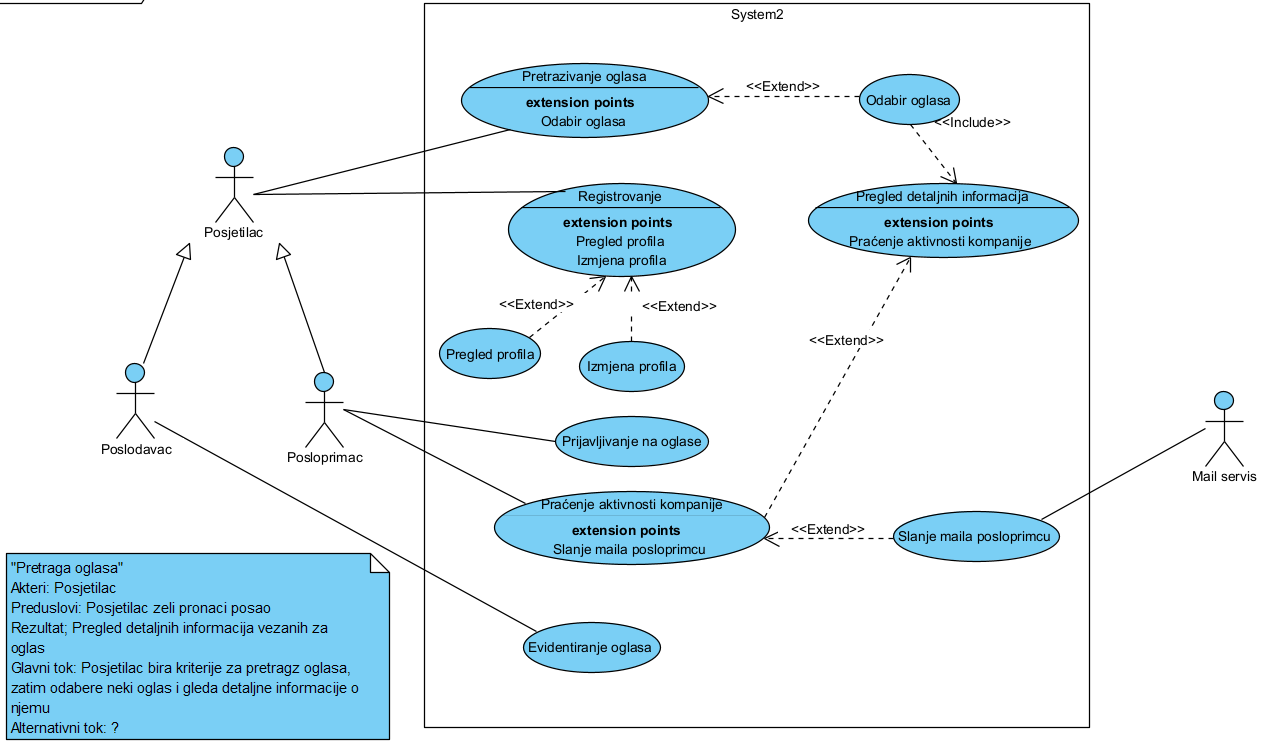 System2
Pretrazivanje oglasa
extension points
Odabir oglasa
<<Extend>>
Odabir oglasa
<<Include>>
Posjetilac
Registrovanje
extension points
Pregled profila
Izmjena profila
Pregled detaljnih informacija
extension points
Praćenje aktivnosti kompanije
<<Extend>>
<<Extend>>
Pregled profila
Izmjena profila
<<Extend>>
Poslodavac
Posloprimac
Prijavljivanje na oglase
Mail servis
Praćenje aktivnosti kompanije
extension points
Slanje maila posloprimcu
<<Extend>>
Slanje maila posloprimcu
Evidentiranje oglasa
"Pretraga oglasa"
Akteri: Posjetilac
Preduslovi: Posjetilac zeli pronaci posao
Rezultat; Pregled detaljnih informacija vezanih za
oglas
Glavni tok: Posjetilac bira kriterije za pretragz oglasa,
zatim odabere neki oglas i gleda detaljne informacije o
njemu
Alternativni tok: ?